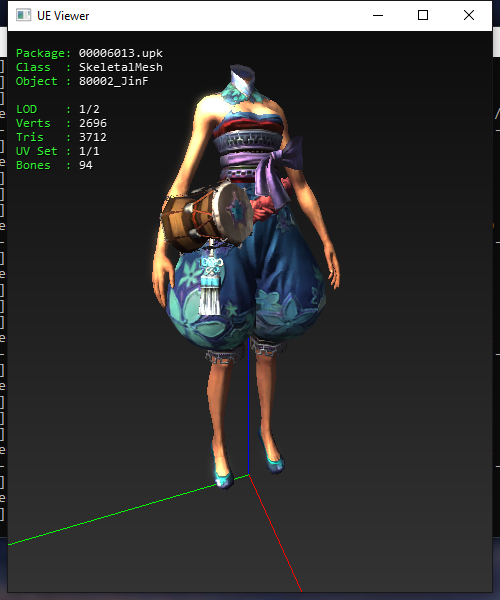 UE Viewer
Package: 00006013.upk
Class : SkeletalMesh
Object : 80002_JinF
LOD : 1/2
Verts : 2696
Tris : 3712
UV Set : 1/1
Bones : 94